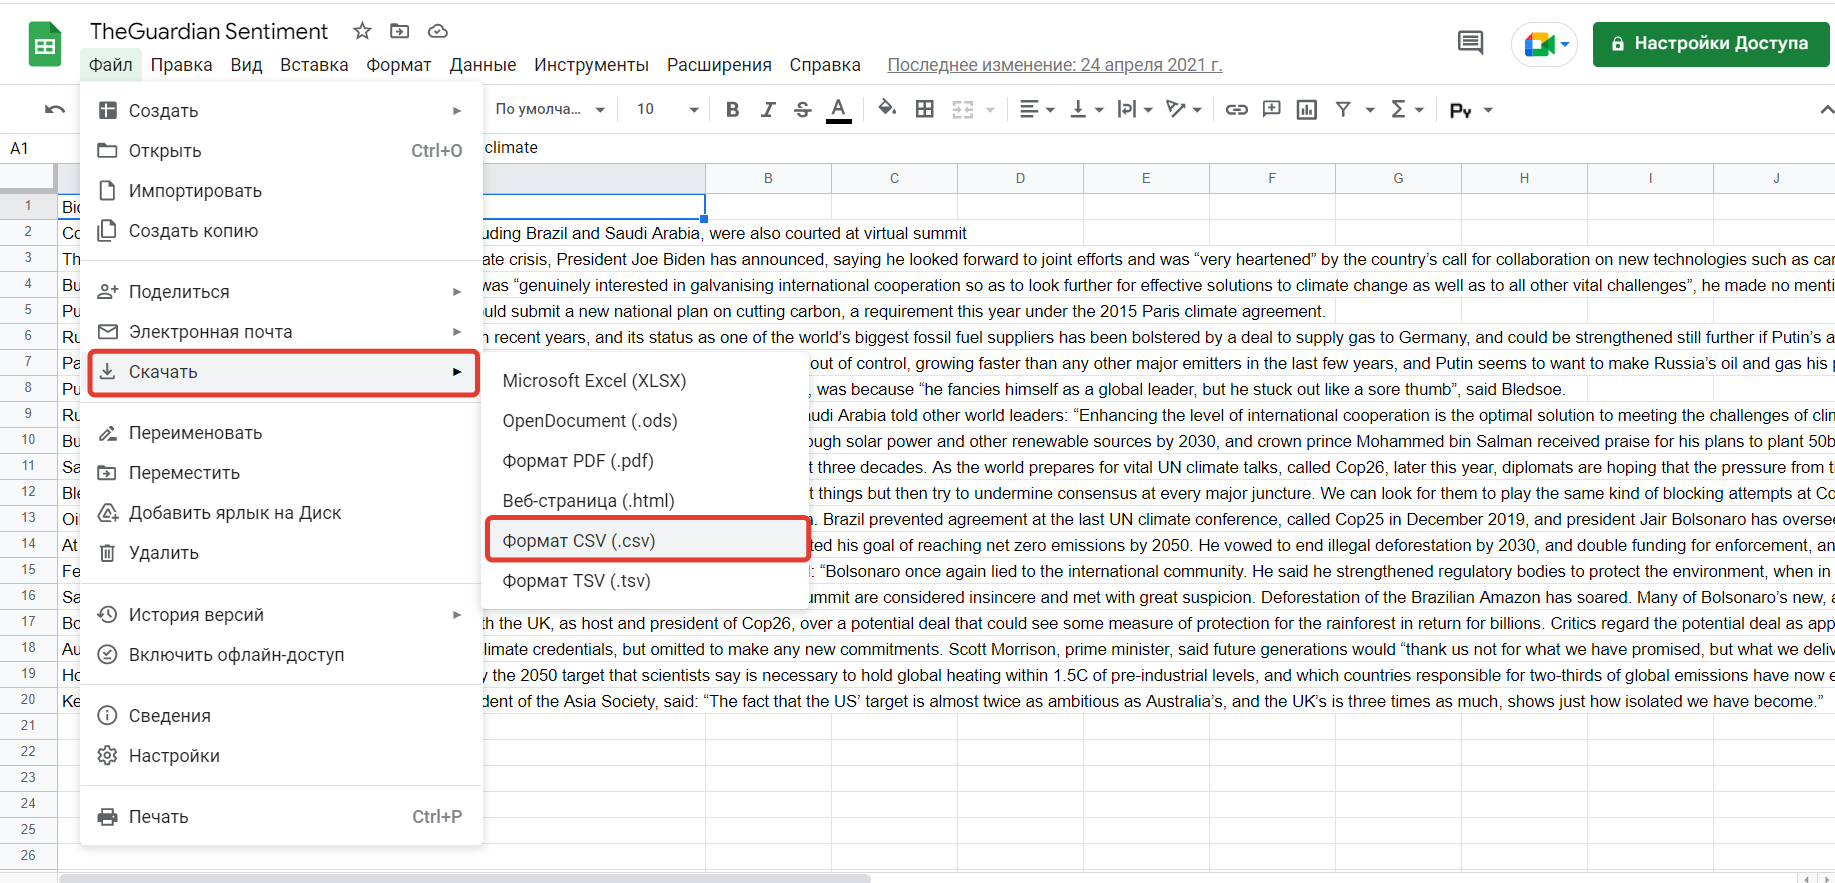 TheGuardian Sentiment
Файл Правка Вид Вставка Формат Данные Инструменты Расширения Справка Последнее изменение: 24 апреля 2021 г.
Настройки Доступа
По умолча... 10 B I S A Σ Py
A1 climate
B C D E F G H I J
Создать
Открыть Ctrl+O
Импортировать
Создать копию
Поделиться
Электронная почта
Скачать
Переименовать
Переместить
Добавить ярлык на Диск
Удалить
История версий
Включить офлайн-доступ
Сведения
Настройки
Печать Ctrl+P
Microsoft Excel (XLSX)
OpenDocument (.ods)
Формат PDF (.pdf)
Веб-страница (.html)
Формат CSV (.csv)
Формат TSV (.tsv)
1
2 Co uding Brazil and Saudi Arabia, were also courted at virtual summit
3 Th ate crisis, President Joe Biden has announced, saying he looked forward to joint efforts and was “very heartened” by the country’s call for collaboration on new technologies such as car
4 Bu was “genuinely interested in galvanising international cooperation so as to look further for effective solutions to climate change as well as to all other vital challenges”, he made no menti
5 Pu uld submit a new national plan on cutting carbon, a requirement this year under the 2015 Paris climate agreement.
6 Ru n recent years, and its status as one of the world’s biggest fossil fuel suppliers has been bolstered by a deal to supply gas to Germany, and could be strengthened still further if Putin’s a
7 Pa out of control, growing faster than any other major emitters in the last few years, and Putin seems to want to make Russia’s oil and gas his
8 Pu , was because “he fancies himself as a global leader, but he stuck out like a sore thumb”, said Bledsoe.
9 Ru udi Arabia told other world leaders: “Enhancing the level of international cooperation is the optimal solution to meeting the challenges of clim
10 Bu ough solar power and other renewable sources by 2030, and crown prince Mohammed bin Salman received praise for his plans to plant 50b
11 Sa t three decades. As the world prepares for vital UN climate talks, called Cop26, later this year, diplomats are hoping that the pressure from t
12 Ble t things but then try to undermine consensus at every major juncture. We can look for them to play the same kind of blocking attempts at Co
13 Oil . Brazil prevented agreement at the last UN climate conference, called Cop25 in December 2019, and president Jair Bolsonaro has oversee
14 At ted his goal of reaching net zero emissions by 2050. He vowed to end illegal deforestation by 2030, and double funding for enforcement, an
15 Fe : “Bolsonaro once again lied to the international community. He said he strengthened regulatory bodies to protect the environment, when in
16 Sa ummit are considered insincere and met with great suspicion. Deforestation of the Brazilian Amazon has soared. Many of Bolsonaro’s new,
17 Bo th the UK, as host and president of Cop26, over a potential deal that could see some measure of protection for the rainforest in return for billions. Critics regard the potential deal as app
18 Au limate credentials, but omitted to make any new commitments. Scott Morrison, prime minister, said future generations would “thank us not for what we have promised, but what we deliv
19 Ho y the 2050 target that scientists say is necessary to hold global heating within 1.5C of pre-industrial levels, and which countries responsible for two-thirds of global emissions have now e
20 Ke dent of the Asia Society, said: “The fact that the US’ target is almost twice as ambitious as Australia’s, and the UK’s is three times as much, shows just how isolated we have become.”
21
22
23
24
25
26